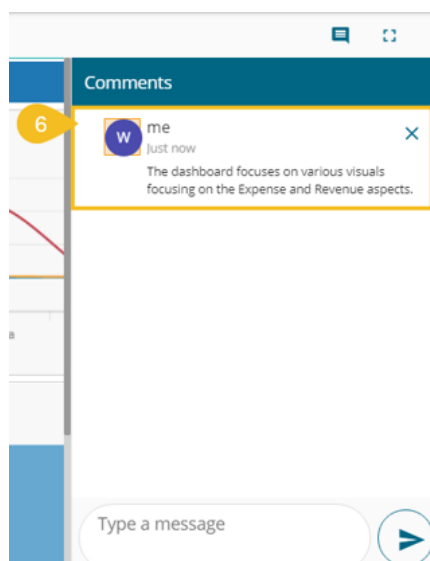 Comments
6
W
me
Just now
The dashboard focuses on various visuals
focusing on the Expense and Revenue aspects.
a
Type a message